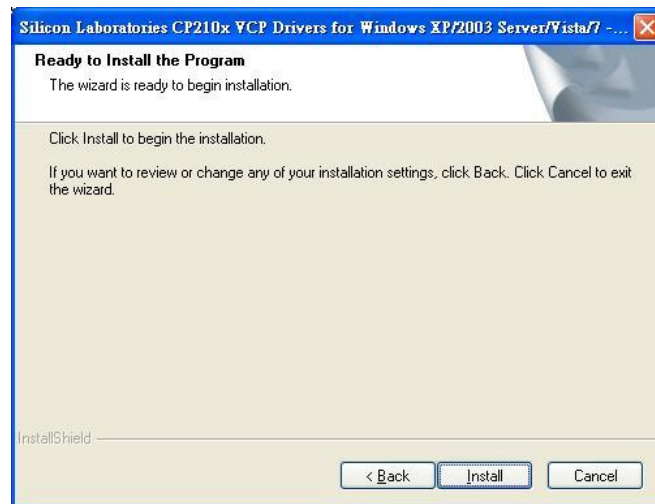 Silicon Laboratories CP210x VCP Drivers for Windows XP/2003 Server/Vista/7 -...
Ready to Install the Program
The wizard is ready to begin installation.
Click Install to begin the installation.
If you want to review or change any of your installation settings, click Back. Click Cancel to exit
the wizard.
InstallShield
< Back Install Cancel